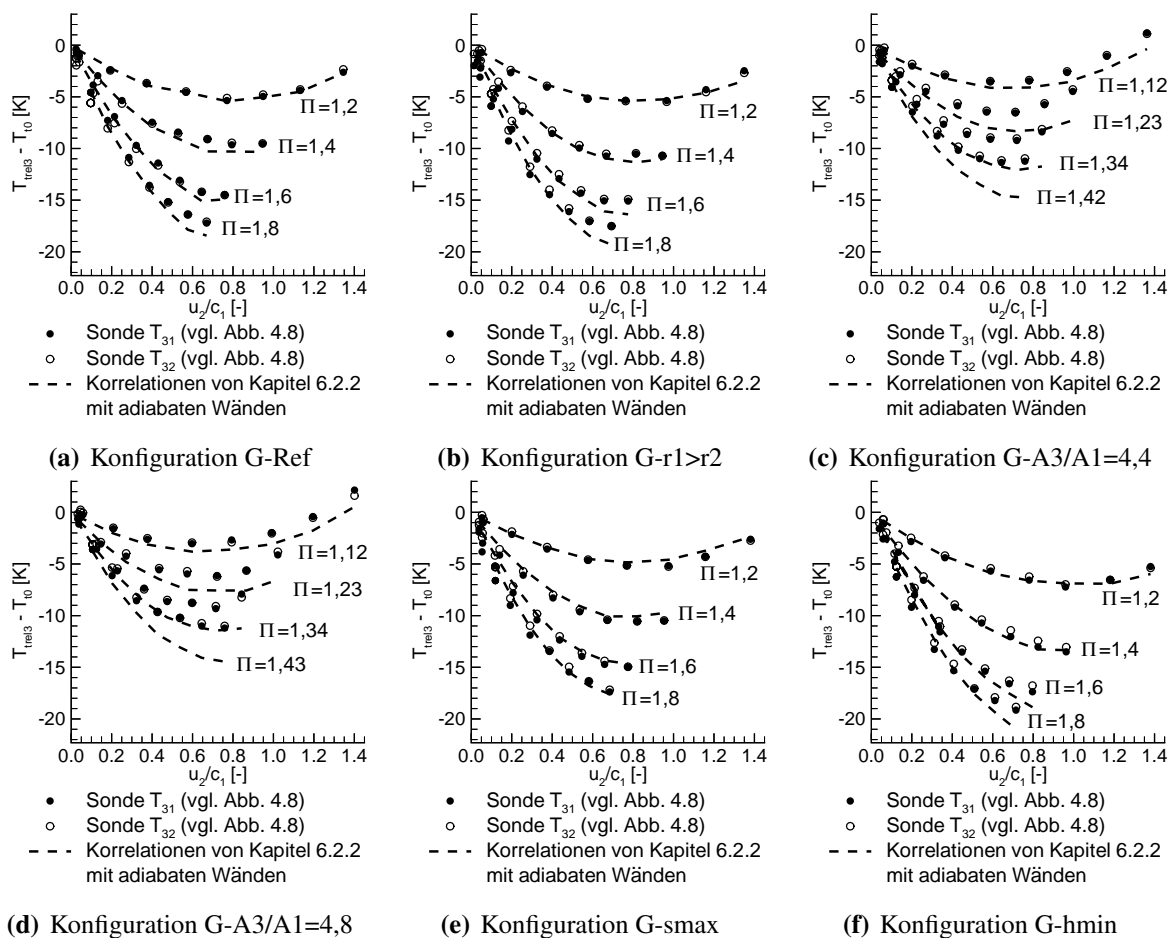 0
-5
-10
-15
-20
T_trel3 - T_t0 [K]
Π=1,2
Π=1,4
Π=1,6
Π=1,8
0.0 0.2 0.4 0.6 0.8 1.0 1.2 1.4
u_2/c_1 [-]
Sonde T_31 (vgl. Abb. 4.8)
Sonde T_32 (vgl. Abb. 4.8)
Korrelationen von Kapitel 6.2.2
mit adiabaten Wänden
(a) Konfiguration G-Ref
0
-5
-10
-15
-20
T_trel3 - T_t0 [K]
Π=1,2
Π=1,4
Π=1,6
Π=1,8
0.0 0.2 0.4 0.6 0.8 1.0 1.2 1.4
u_2/c_1 [-]
Sonde T_31 (vgl. Abb. 4.8)
Sonde T_32 (vgl. Abb. 4.8)
Korrelationen von Kapitel 6.2.2
mit adiabaten Wänden
(b) Konfiguration G-r1>r2
0
-5
-10
-15
-20
T_trel3 - T_t0 [K]
Π=1,12
Π=1,23
Π=1,34
Π=1,42
0.0 0.2 0.4 0.6 0.8 1.0 1.2 1.4
u_2/c_1 [-]
Sonde T_31 (vgl. Abb. 4.8)
Sonde T_32 (vgl. Abb. 4.8)
Korrelationen von Kapitel 6.2.2
mit adiabaten Wänden
(c) Konfiguration G-A3/A1=4,4
0
-5
-10
-15
-20
T_trel3 - T_t0 [K]
Π=1,12
Π=1,23
Π=1,34
Π=1,43
0.0 0.2 0.4 0.6 0.8 1.0 1.2 1.4
u_2/c_1 [-]
Sonde T_31 (vgl. Abb. 4.8)
Sonde T_32 (vgl. Abb. 4.8)
Korrelationen von Kapitel 6.2.2
mit adiabaten Wänden
(d) Konfiguration G-A3/A1=4,8
0
-5
-10
-15
-20
T_trel3 - T_t0 [K]
Π=1,2
Π=1,4
Π=1,6
Π=1,8
0.0 0.2 0.4 0.6 0.8 1.0 1.2 1.4
u_2/c_1 [-]
Sonde T_31 (vgl. Abb. 4.8)
Sonde T_32 (vgl. Abb. 4.8)
Korrelationen von Kapitel 6.2.2
mit adiabaten Wänden
(e) Konfiguration G-smax
0
-5
-10
-15
-20
T_trel3 - T_t0 [K]
Π=1,2
Π=1,4
Π=1,6
Π=1,8
0.0 0.2 0.4 0.6 0.8 1.0 1.2 1.4
u_2/c_1 [-]
Sonde T_31 (vgl. Abb. 4.8)
Sonde T_32 (vgl. Abb. 4.8)
Korrelationen von Kapitel 6.2.2
mit adiabaten Wänden
(f) Konfiguration G-hmin